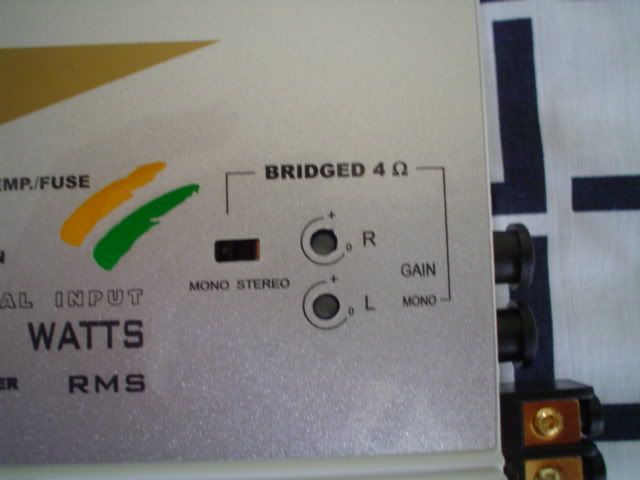 BRIDGED 4 Ω
EMP./FUSE
+
0 R
GAIN
MONO STEREO
+
0 L
MONO
AL INPUT
WATTS
ER RMS